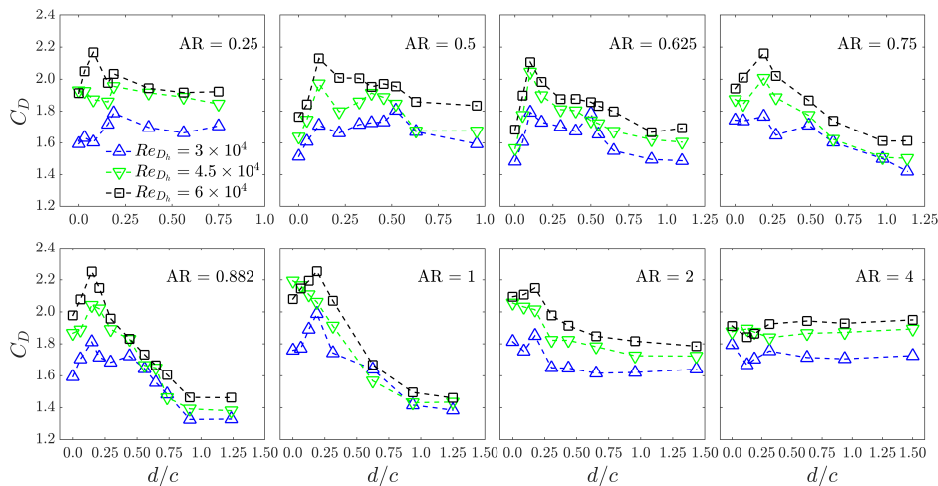 2.4
2.2
2.0
1.8
1.6
1.4
1.2
C_D
AR = 0.25
Re_{D_h} = 3 × 10^4
Re_{D_h} = 4.5 × 10^4
Re_{D_h} = 6 × 10^4
0.0 0.25 0.50 0.75 1.0
AR = 0.5
0.0 0.25 0.50 0.75 1.0
AR = 0.625
0.0 0.25 0.50 0.75 1.0 1.25
AR = 0.75
0.0 0.25 0.50 0.75 1.0 1.25
2.4
2.2
2.0
1.8
1.6
1.4
1.2
C_D
AR = 0.882
0.0 0.25 0.50 0.75 1.0 1.25 1.50
d/c
AR = 1
0.0 0.25 0.50 0.75 1.0 1.25 1.50
d/c
AR = 2
0.0 0.25 0.50 0.75 1.0 1.25 1.50
d/c
AR = 4
0.0 0.25 0.50 0.75 1.0 1.25 1.50
d/c